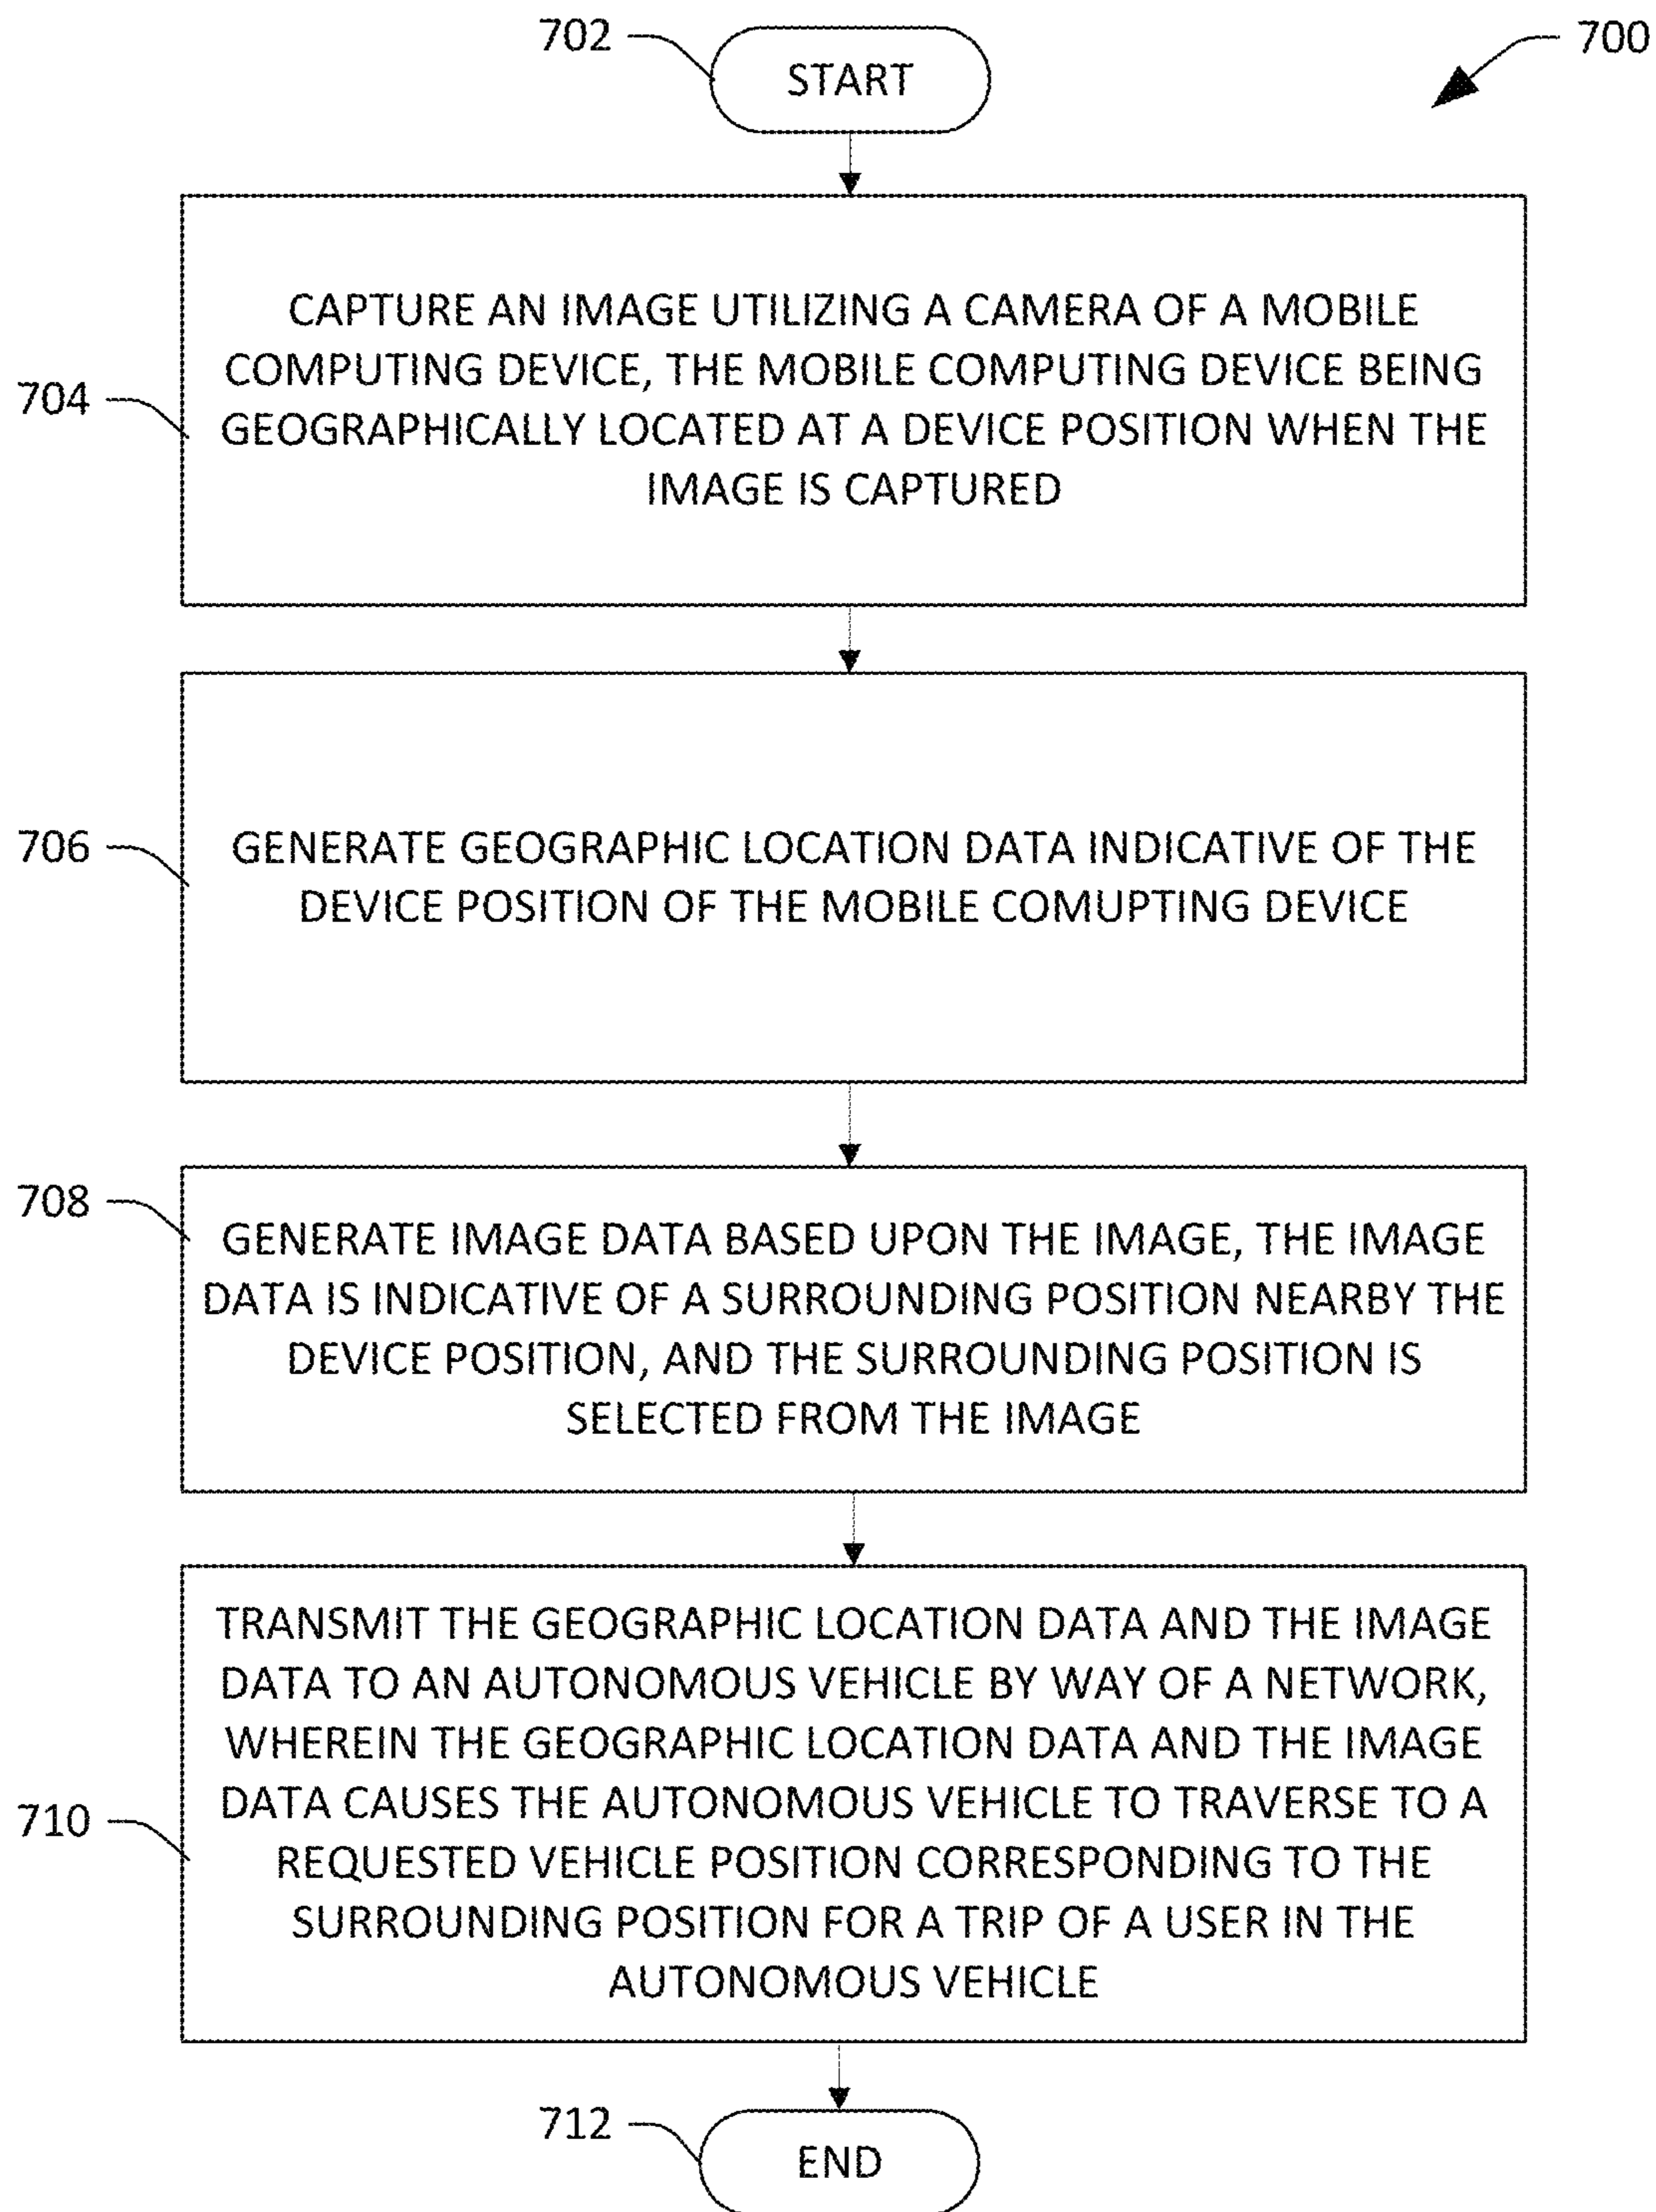 702
START
700
704
CAPTURE AN IMAGE UTILIZING A CAMERA OF A MOBILE
COMPUTING DEVICE, THE MOBILE COMPUTING DEVICE BEING
GEOGRAPHICALLY LOCATED AT A DEVICE POSITION WHEN THE
IMAGE IS CAPTURED
706
GENERATE GEOGRAPHIC LOCATION DATA INDICATIVE OF THE
DEVICE POSITION OF THE MOBILE COMUPTING DEVICE
708
GENERATE IMAGE DATA BASED UPON THE IMAGE, THE IMAGE
DATA IS INDICATIVE OF A SURROUNDING POSITION NEARBY THE
DEVICE POSITION, AND THE SURROUNDING POSITION IS
SELECTED FROM THE IMAGE
710
TRANSMIT THE GEOGRAPHIC LOCATION DATA AND THE IMAGE
DATA TO AN AUTONOMOUS VEHICLE BY WAY OF A NETWORK,
WHEREIN THE GEOGRAPHIC LOCATION DATA AND THE IMAGE
DATA CAUSES THE AUTONOMOUS VEHICLE TO TRAVERSE TO A
REQUESTED VEHICLE POSITION CORRESPONDING TO THE
SURROUNDING POSITION FOR A TRIP OF A USER IN THE
AUTONOMOUS VEHICLE
712
END